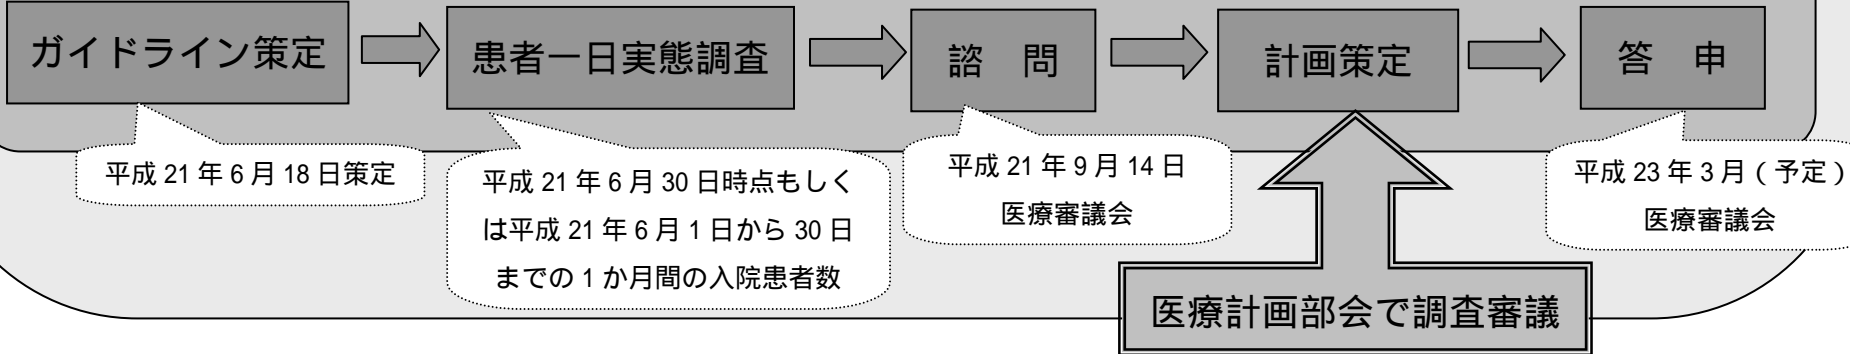 ガイドライン策定
患者一日実態調査
諮　問
計画策定
答　申
平成 21 年 6 月 18 日策定
平成 21 年 6 月 30 日時点もしく
は平成 21 年 6 月 1 日から 30 日
までの 1 か月間の入院患者数
平成 21 年 9 月 14 日
医療審議会
平成 23 年 3 月（予定）
医療審議会
医療計画部会で調査審議